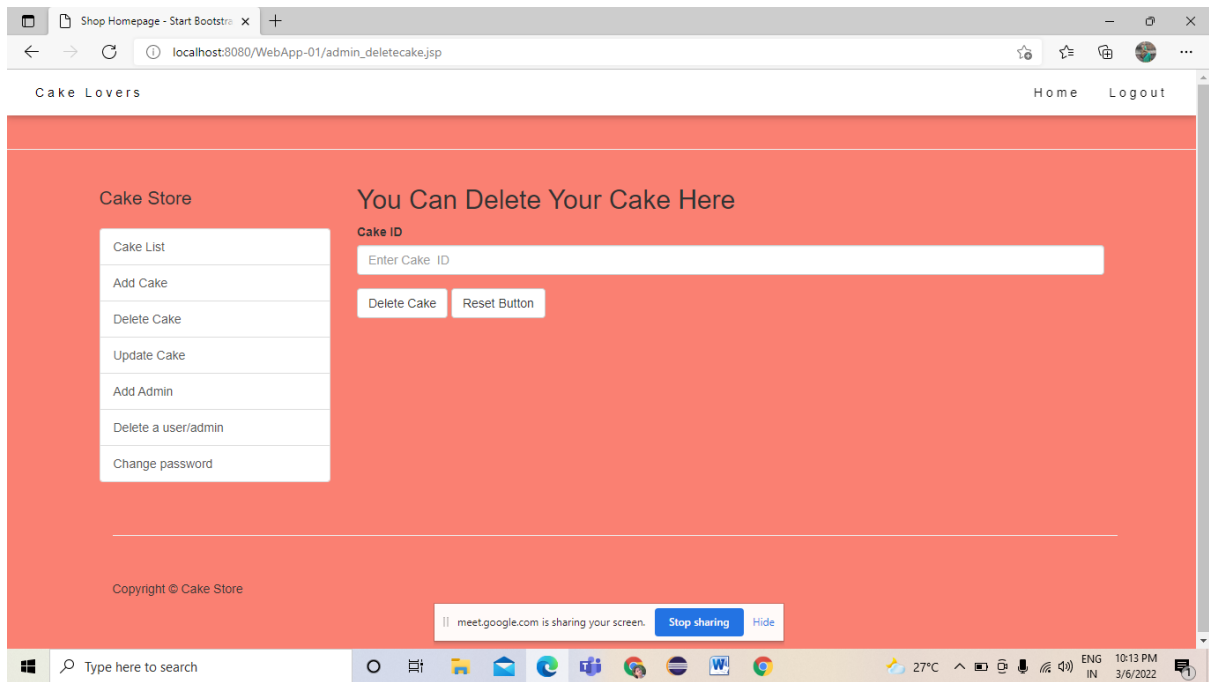 Shop Homepage - Start Bootstra
localhost:8080/WebApp-01/admin_deletecake.jsp
Cake Lovers
Home
Logout
Cake Store
Cake List
Add Cake
Delete Cake
Update Cake
Add Admin
Delete a user/admin
Change password
You Can Delete Your Cake Here
Cake ID
Enter Cake ID
Delete Cake
Reset Button
Copyright © Cake Store
meet.google.com is sharing your screen.
Stop sharing
Hide
Type here to search
27°C
ENG
IN
10:13 PM
3/6/2022
1